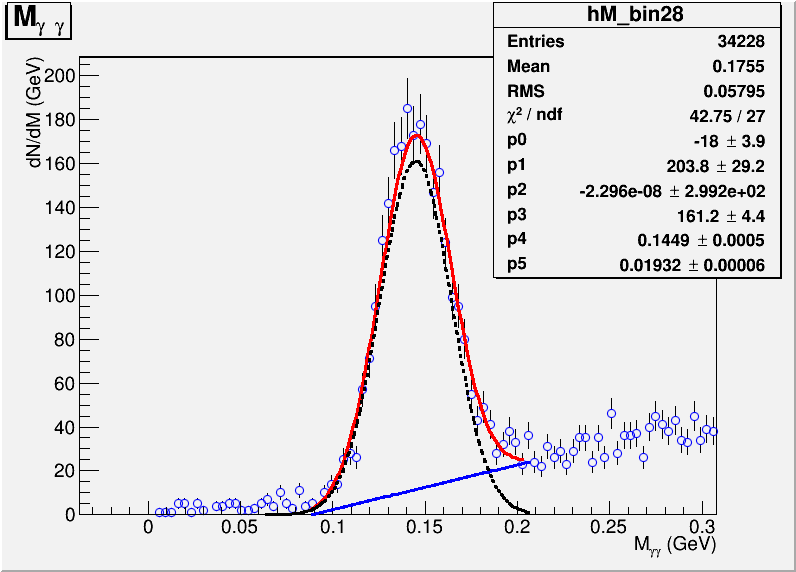 Mγ γ
hM_bin28
Entries 34228
Mean 0.1755
RMS 0.05795
χ² / ndf 42.75 / 27
p0 -18 ± 3.9
p1 203.8 ± 29.2
p2 -2.296e-08 ± 2.992e+02
p3 161.2 ± 4.4
p4 0.1449 ± 0.0005
p5 0.01932 ± 0.00006
dN/dM (GeV)
200
180
160
140
120
100
80
60
40
20
0
0 0.05 0.1 0.15 0.2 0.25 0.3
Mγγ (GeV)